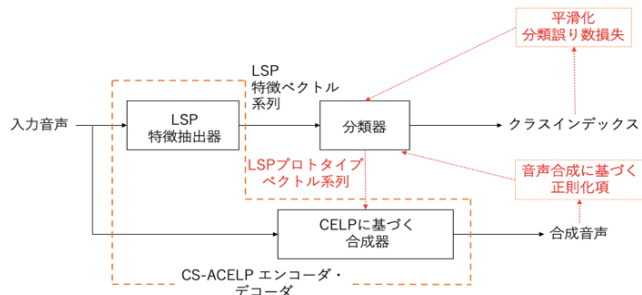 平滑化
分類誤り数損失
LSP
特徴ベクトル
系列
入力音声
LSP
特徴抽出器
分類器
クラスインデックス
LSPプロトタイプ
ベクトル系列
音声合成に基づく
正則化項
CELPに基づく
合成器
合成音声
CS-ACELP エンコーダ・
デコーダ